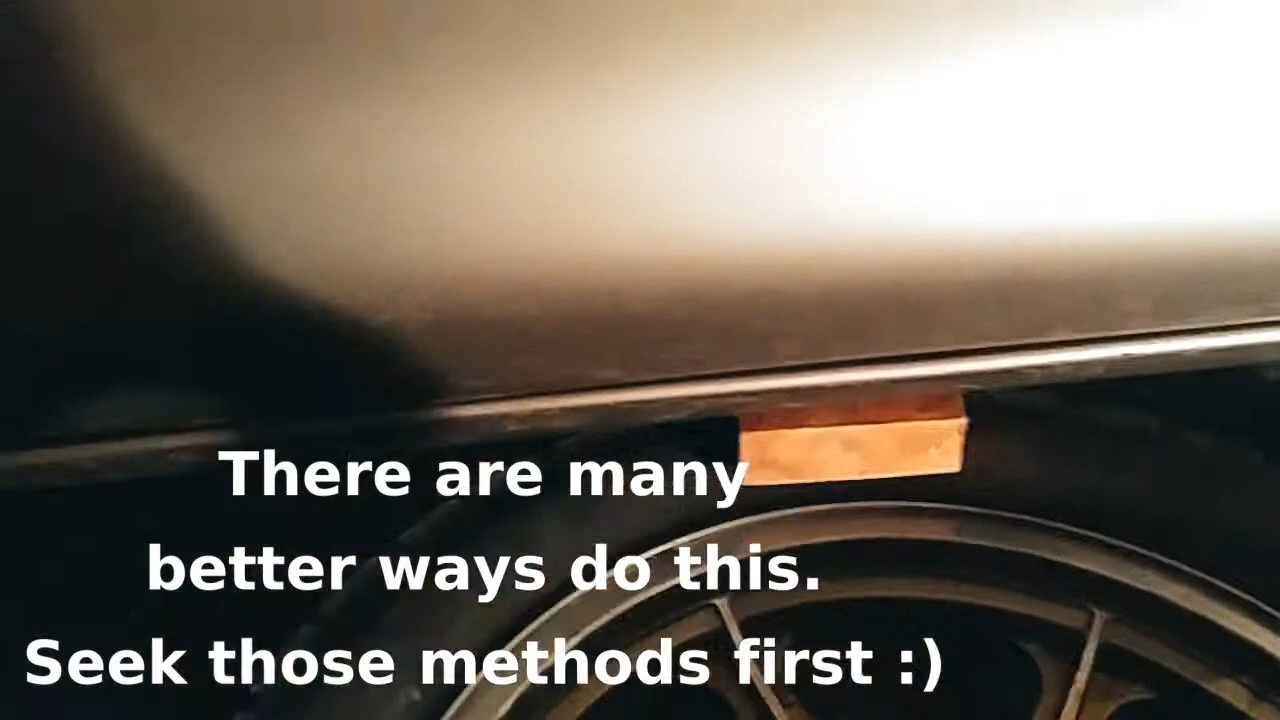 There are many
better ways do this.
Seek those methods first :)